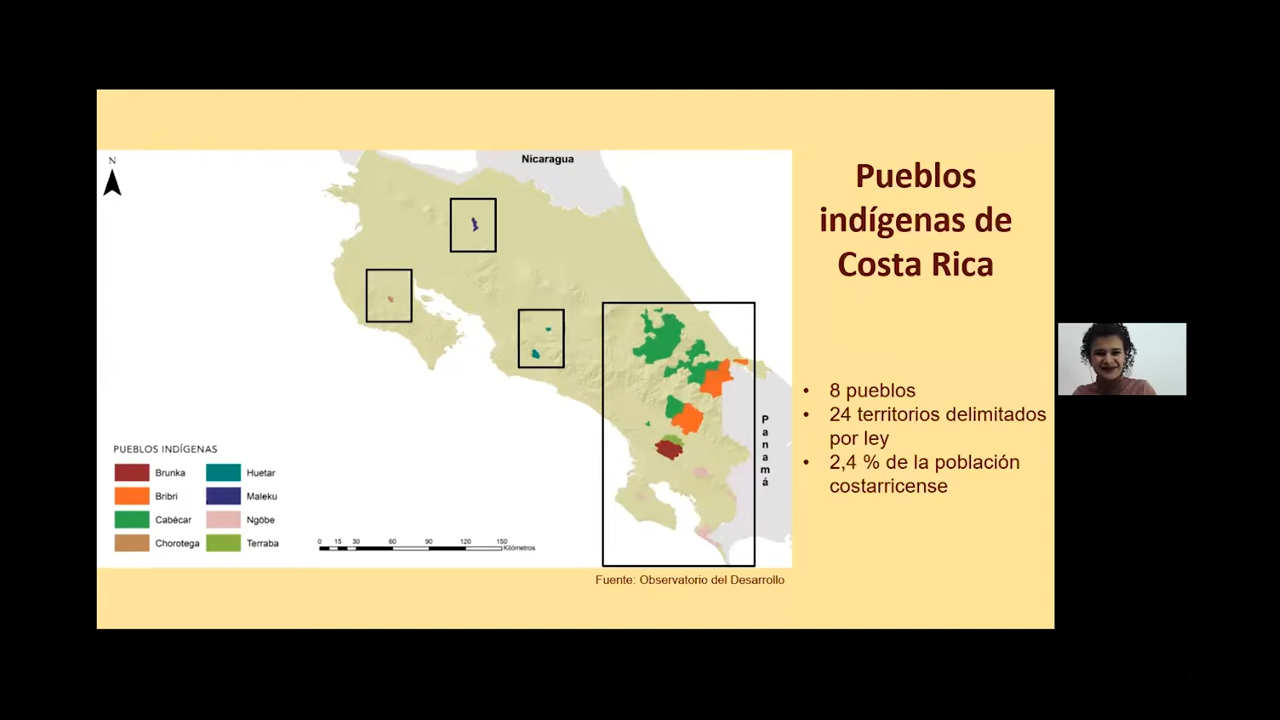 N
Nicaragua
Pueblos
indígenas de
Costa Rica
Panamá
8 pueblos
24 territorios delimitados
por ley
2,4 % de la población
costarricense
PUEBLOS INDÍGENAS
Brunka
Huetar
Bribri
Maleku
Cabécar
Ngöbe
Chorotega
Terraba
0 15 30 60 90 120 150
Kilómetros
Fuente: Observatorio del Desarrollo